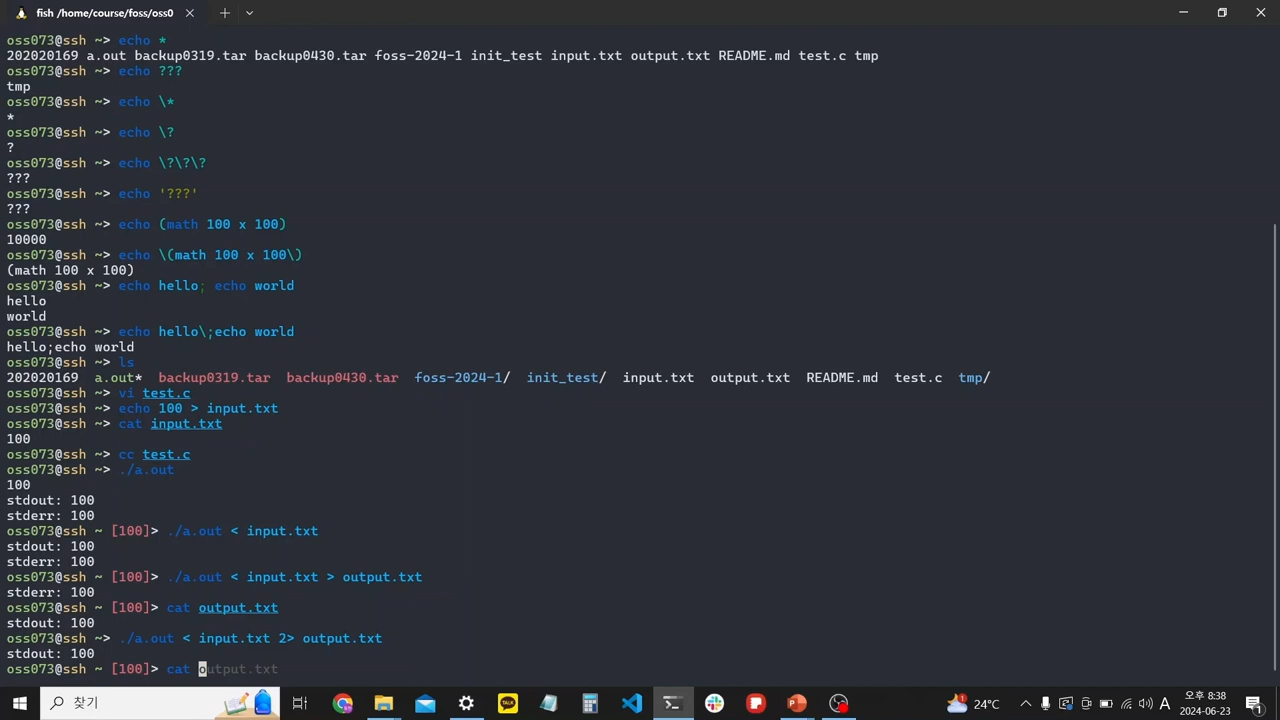 fish /home/course/foss/oss0
oss073@ssh ~> echo *
202020169 a.out backup0319.tar backup0430.tar foss-2024-1 init_test input.txt output.txt README.md test.c tmp
oss073@ssh ~> echo ???
tmp
oss073@ssh ~> echo \*
*
oss073@ssh ~> echo \?
?
oss073@ssh ~> echo \?\?\?
???
oss073@ssh ~> echo '???'
???
oss073@ssh ~> echo (math 100 x 100)
10000
oss073@ssh ~> echo \(math 100 x 100\)
(math 100 x 100)
oss073@ssh ~> echo hello; echo world
hello
world
oss073@ssh ~> echo hello\;echo world
hello;echo world
oss073@ssh ~> ls
202020169 a.out* backup0319.tar backup0430.tar foss-2024-1/ init_test/ input.txt output.txt README.md test.c tmp/
oss073@ssh ~> vi test.c
oss073@ssh ~> echo 100 > input.txt
oss073@ssh ~> cat input.txt
100
oss073@ssh ~> cc test.c
oss073@ssh ~> ./a.out
100
stdout: 100
stderr: 100
oss073@ssh ~ [100]> ./a.out < input.txt
stdout: 100
stderr: 100
oss073@ssh ~ [100]> ./a.out < input.txt > output.txt
stderr: 100
oss073@ssh ~ [100]> cat output.txt
stdout: 100
oss073@ssh ~> ./a.out < input.txt 2> output.txt
stdout: 100
oss073@ssh ~ [100]> cat output.txt
찾기
TALK
24°C
A
오후 8:38
2024-06-23
1